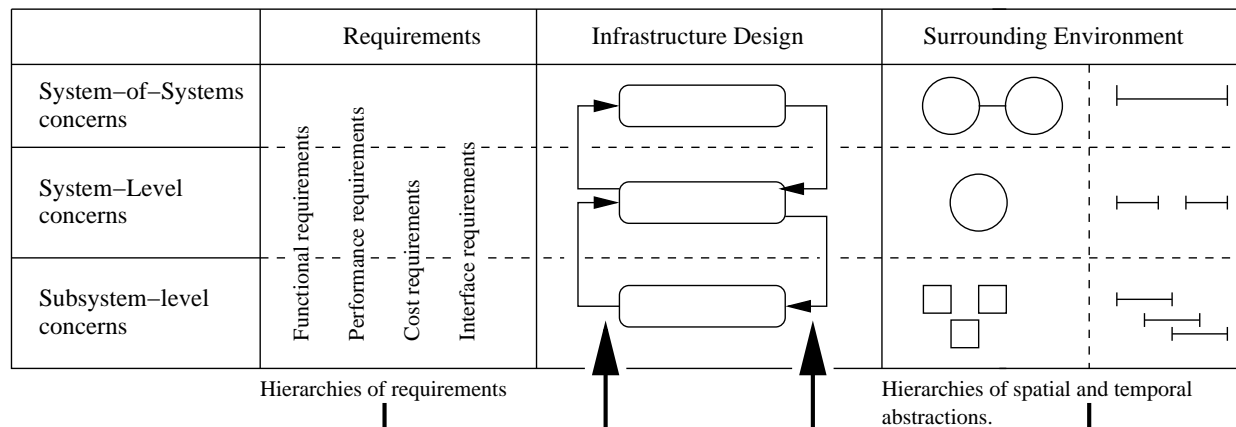 Requirements
Infrastructure Design
Surrounding Environment
System−of−Systems
concerns
System−Level
concerns
Subsystem−level
concerns
Functional requirements
Performance requirements
Cost requirements
Interface requirements
Hierarchies of requirements
Hierarchies of spatial and temporal
abstractions.